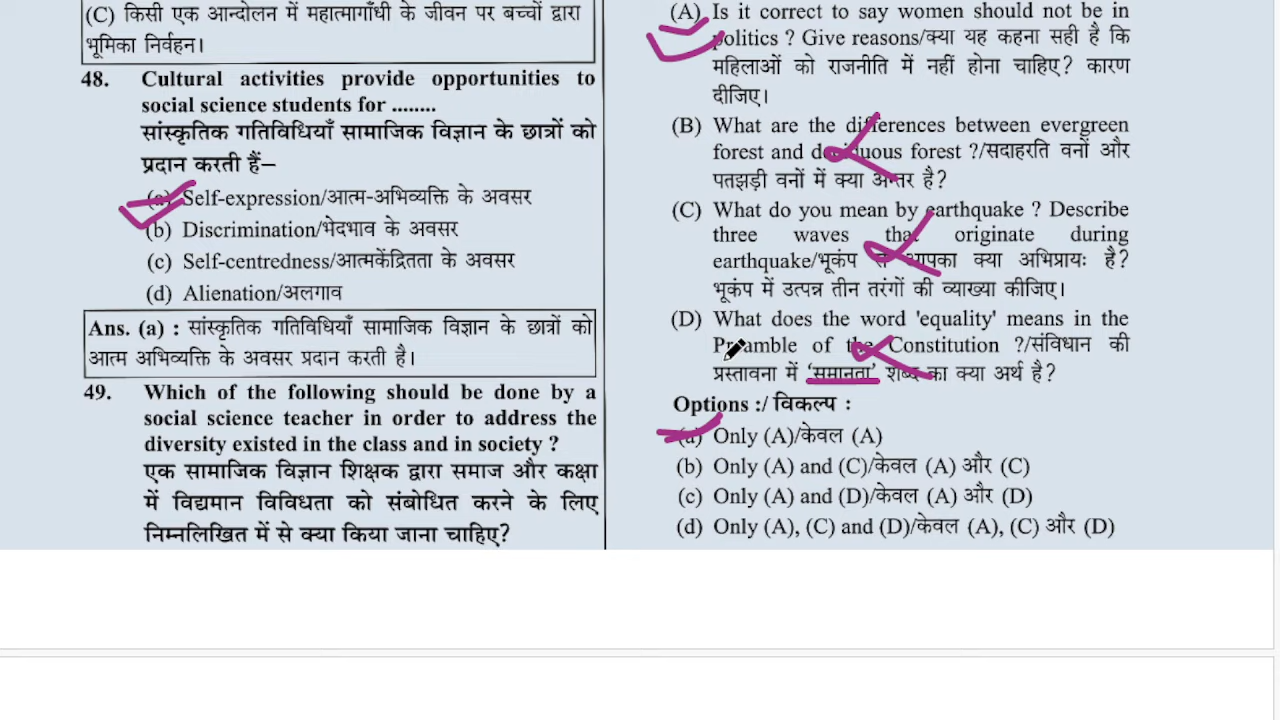 (C) किसी एक आन्दोलन में महात्मागाँधी के जीवन पर बच्चों द्वारा
भूमिका निर्वहन।
48. Cultural activities provide opportunities to
social science students for ........
सांस्कृतिक गतिविधियाँ सामाजिक विज्ञान के छात्रों को
प्रदान करती हैं–
(a) Self-expression/आत्म-अभिव्यक्ति के अवसर
(b) Discrimination/भेदभाव के अवसर
(c) Self-centredness/आत्मकेंद्रितता के अवसर
(d) Alienation/अलगाव
Ans. (a) : सांस्कृतिक गतिविधियाँ सामाजिक विज्ञान के छात्रों को
आत्म अभिव्यक्ति के अवसर प्रदान करती है।
49. Which of the following should be done by a
social science teacher in order to address the
diversity existed in the class and in society ?
एक सामाजिक विज्ञान शिक्षक द्वारा समाज और कक्षा
में विद्यमान विविधता को संबोधित करने के लिए
निम्नलिखित में से क्या किया जाना चाहिए?
(A) Is it correct to say women should not be in
politics ? Give reasons/क्या यह कहना सही है कि
महिलाओं को राजनीति में नहीं होना चाहिए? कारण
दीजिए।
(B) What are the differences between evergreen
forest and deciduous forest ?/सदाहरति वनों और
पतझड़ी वनों में क्या अन्तर है?
(C) What do you mean by earthquake ? Describe
three waves that originate during
earthquake/भूकंप से आपका क्या अभिप्रायः है?
भूकंप में उत्पन्न तीन तरंगों की व्याख्या कीजिए।
(D) What does the word 'equality' means in the
Preamble of the Constitution ?/संविधान की
प्रस्तावना में ‘समानता’ शब्द का क्या अर्थ है?
Options :/ विकल्प :
(a) Only (A)/केवल (A)
(b) Only (A) and (C)/केवल (A) और (C)
(c) Only (A) and (D)/केवल (A) और (D)
(d) Only (A), (C) and (D)/केवल (A), (C) और (D)